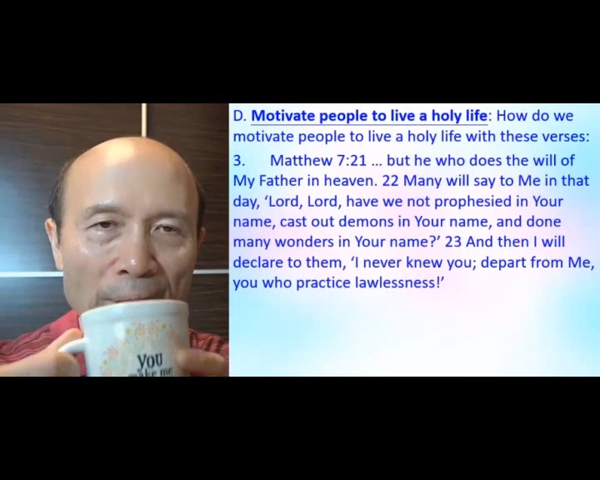 D. Motivate people to live a holy life: How do we
motivate people to live a holy life with these verses:
3. Matthew 7:21 ... but he who does the will of
My Father in heaven. 22 Many will say to Me in that
day, ‘Lord, Lord, have we not prophesied in Your
name, cast out demons in Your name, and done
many wonders in Your name?’ 23 And then I will
declare to them, ‘I never knew you; depart from Me,
you who practice lawlessness!’
YOU
make me